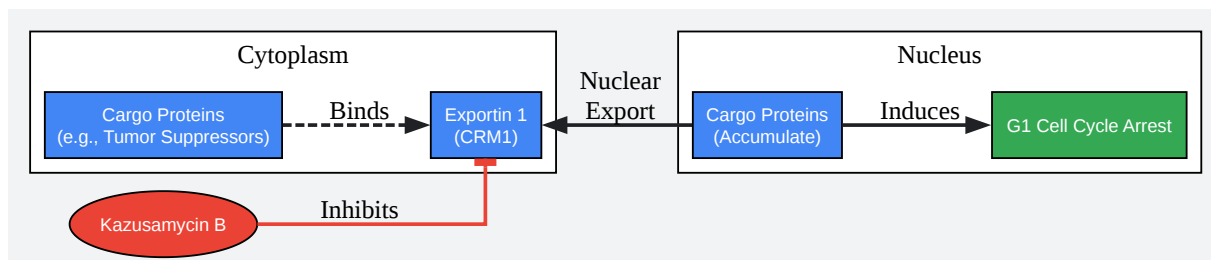 Cytoplasm
Cargo Proteins
(e.g., Tumor Suppressors)
Binds
Exportin 1
(CRM1)
Nuclear
Export
Nucleus
Cargo Proteins
(Accumulate)
Induces
G1 Cell Cycle Arrest
Kazusamycin B
Inhibits